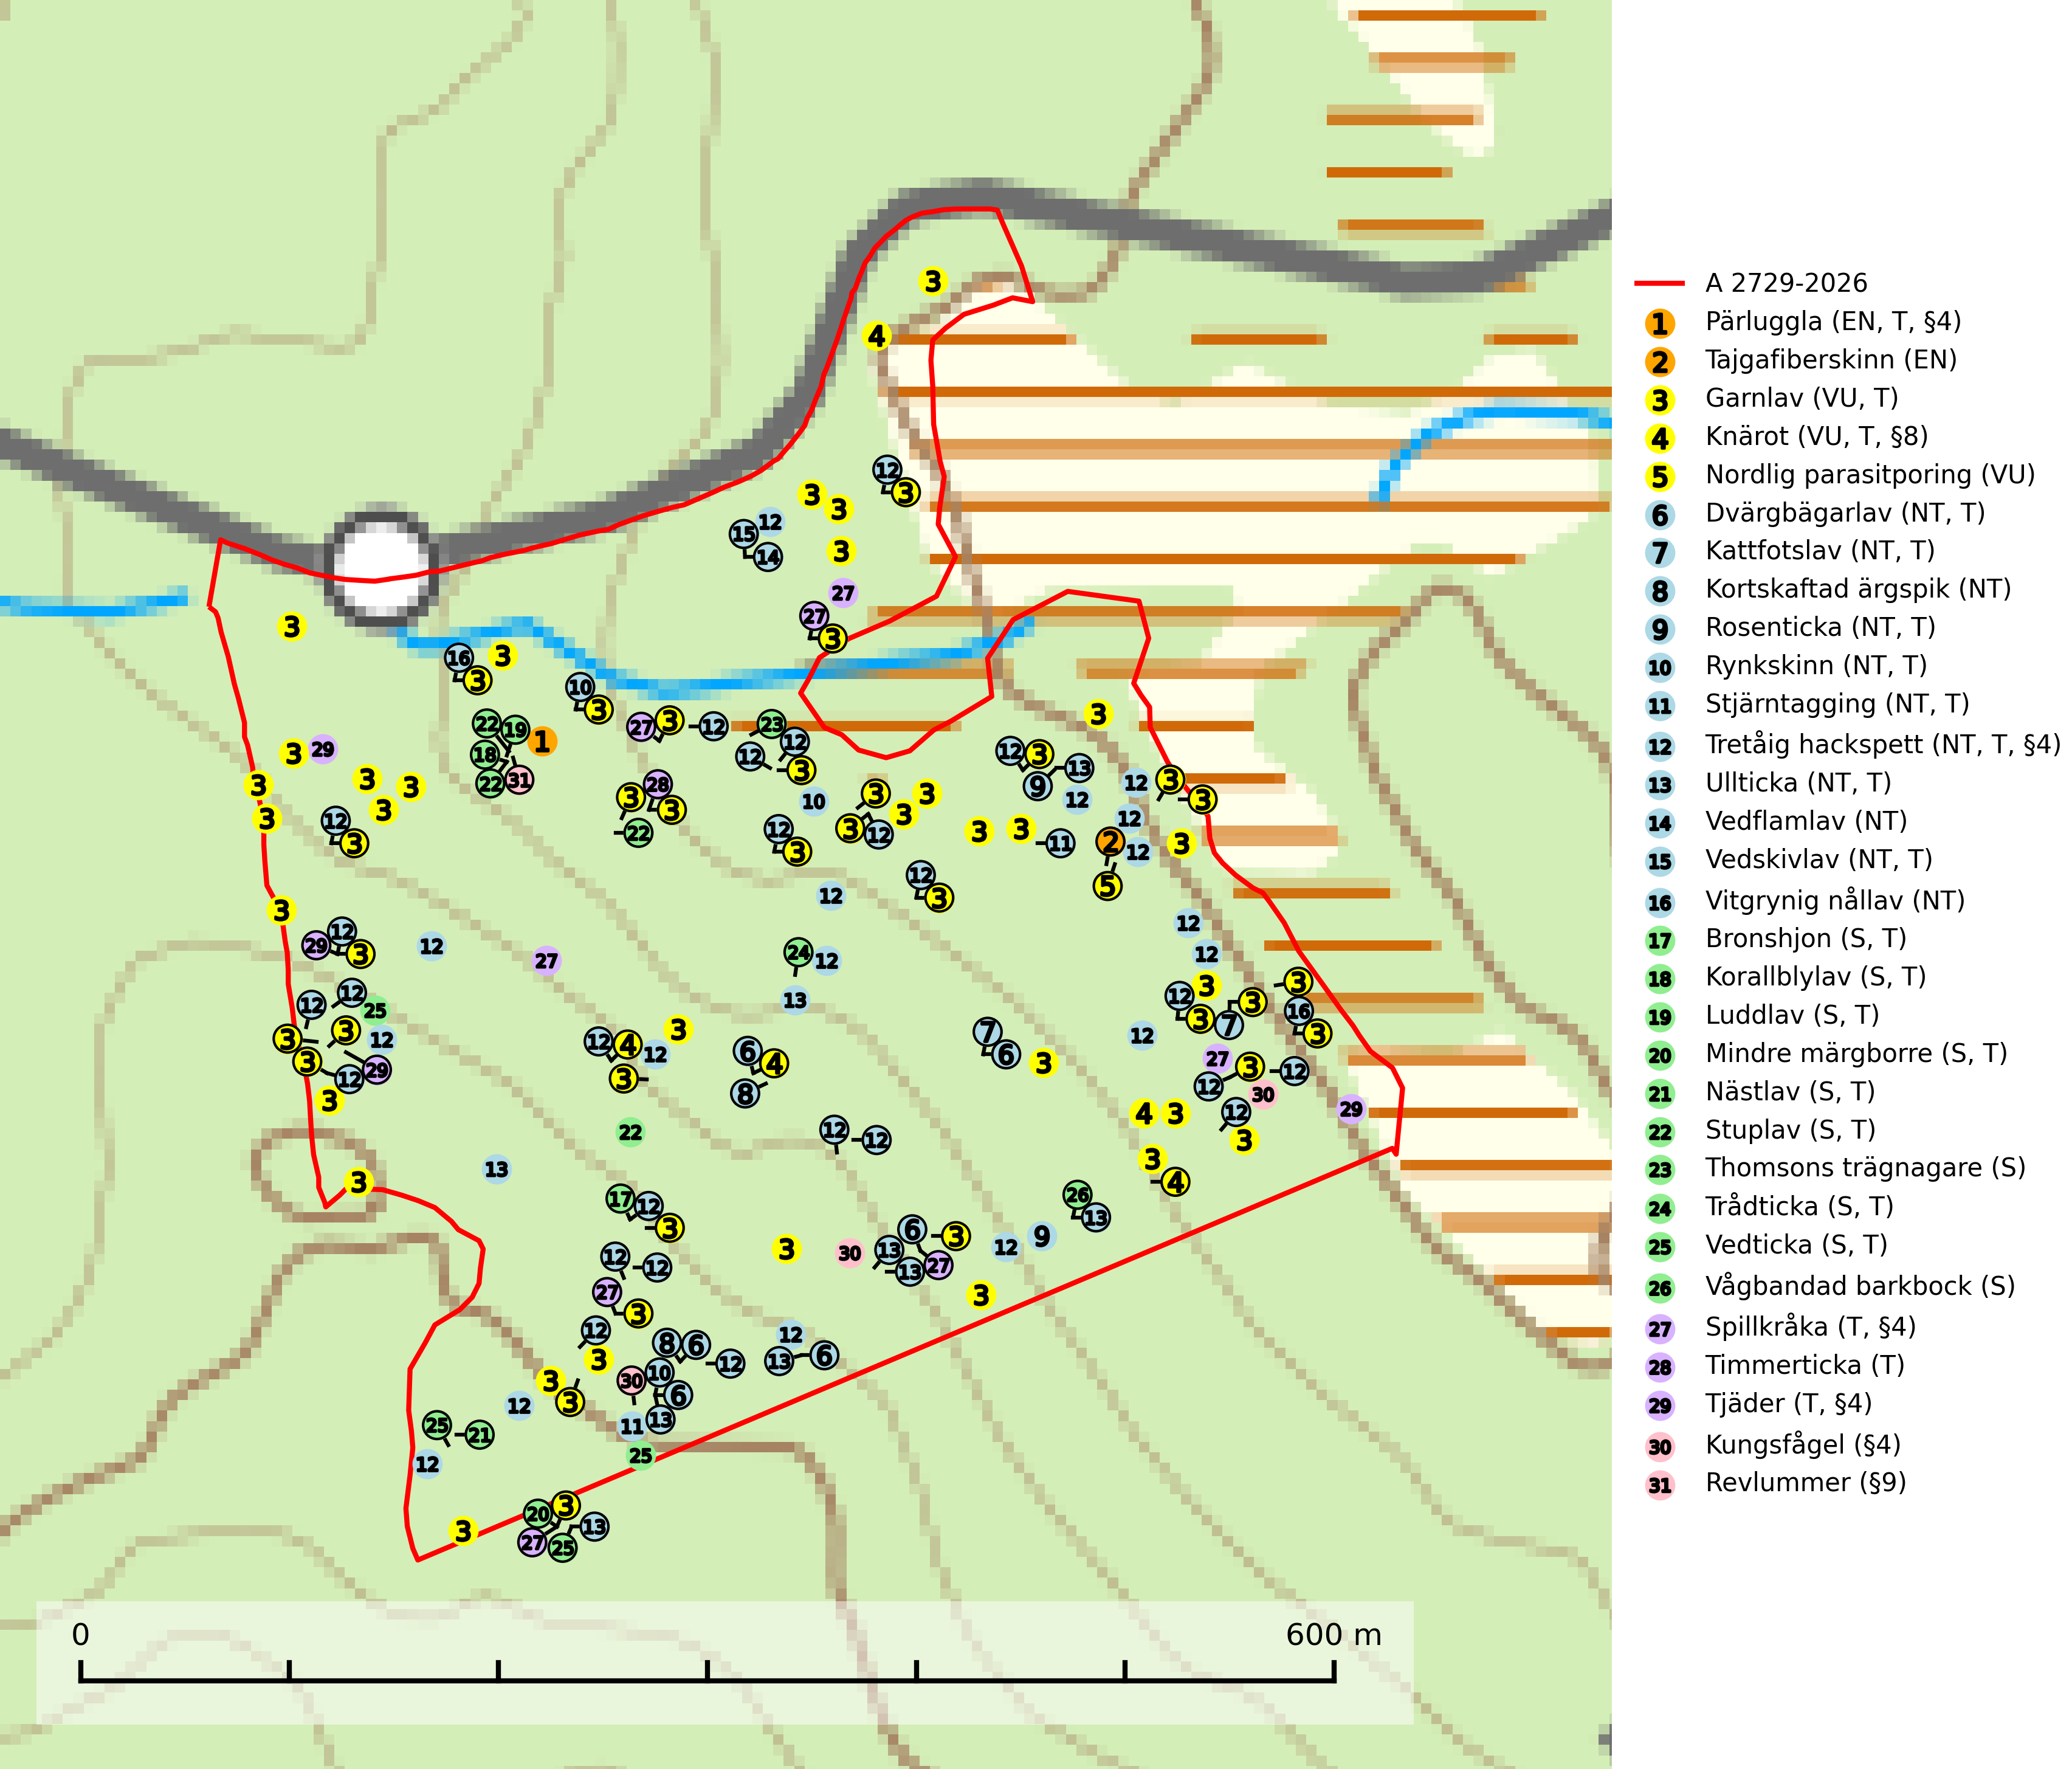 A 2729-2026
1 Pärluggla (EN, T, §4)
2 Tajgafiberskinn (EN)
3 Garnlav (VU, T)
4 Knärot (VU, T, §8)
5 Nordlig parasitporing (VU)
6 Dvärgbägarlav (NT, T)
7 Kattfotslav (NT, T)
8 Kortskaftad ärgspik (NT)
9 Rosenticka (NT, T)
10 Rynkskinn (NT, T)
11 Stjärntagging (NT, T)
12 Tretåig hackspett (NT, T, §4)
13 Ullticka (NT, T)
14 Vedflamlav (NT)
15 Vedskivlav (NT, T)
16 Vitgrynig nållav (NT)
17 Bronshjon (S, T)
18 Korallblylav (S, T)
19 Luddlav (S, T)
20 Mindre märgborre (S, T)
21 Nästlav (S, T)
22 Stuplav (S, T)
23 Thomsons trägnagare (S)
24 Trådticka (S, T)
25 Vedticka (S, T)
26 Vågbandad barkbock (S)
27 Spillkråka (T, §4)
28 Timmerticka (T)
29 Tjäder (T, §4)
30 Kungsfågel (§4)
31 Revlummer (§9)
0 600 m